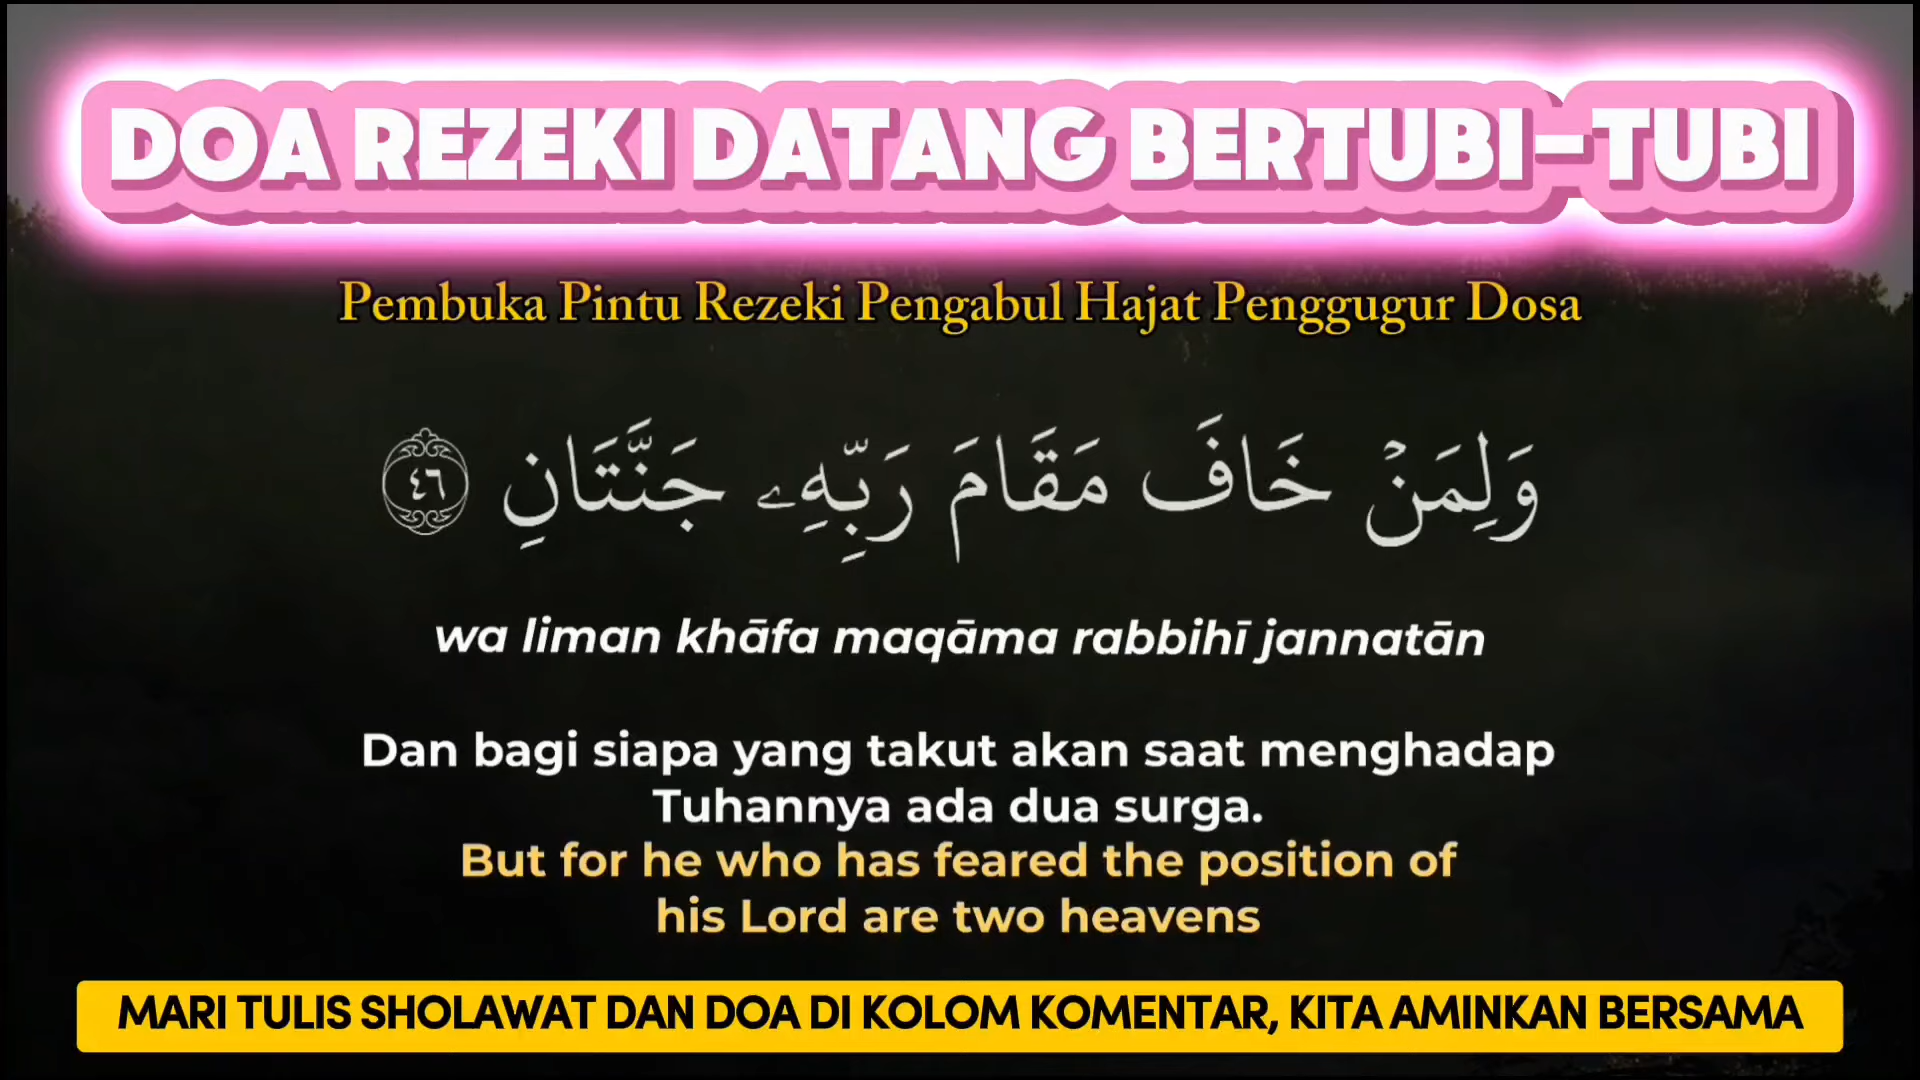 DOA REZEKI DATANG BERTUBI-TUBI
Pembuka Pintu Rezeki Pengabul Hajat Penggugur Dosa
وَلِمَنْ خَافَ مَقَامَ رَبِّهِۦ جَنَّتَانِ ٤٦
wa liman khāfa maqāma rabbihī jannatān
Dan bagi siapa yang takut akan saat menghadap
Tuhannya ada dua surga.
But for he who has feared the position of
his Lord are two heavens
MARI TULIS SHOLAWAT DAN DOA DI KOLOM KOMENTAR, KITA AMINKAN BERSAMA